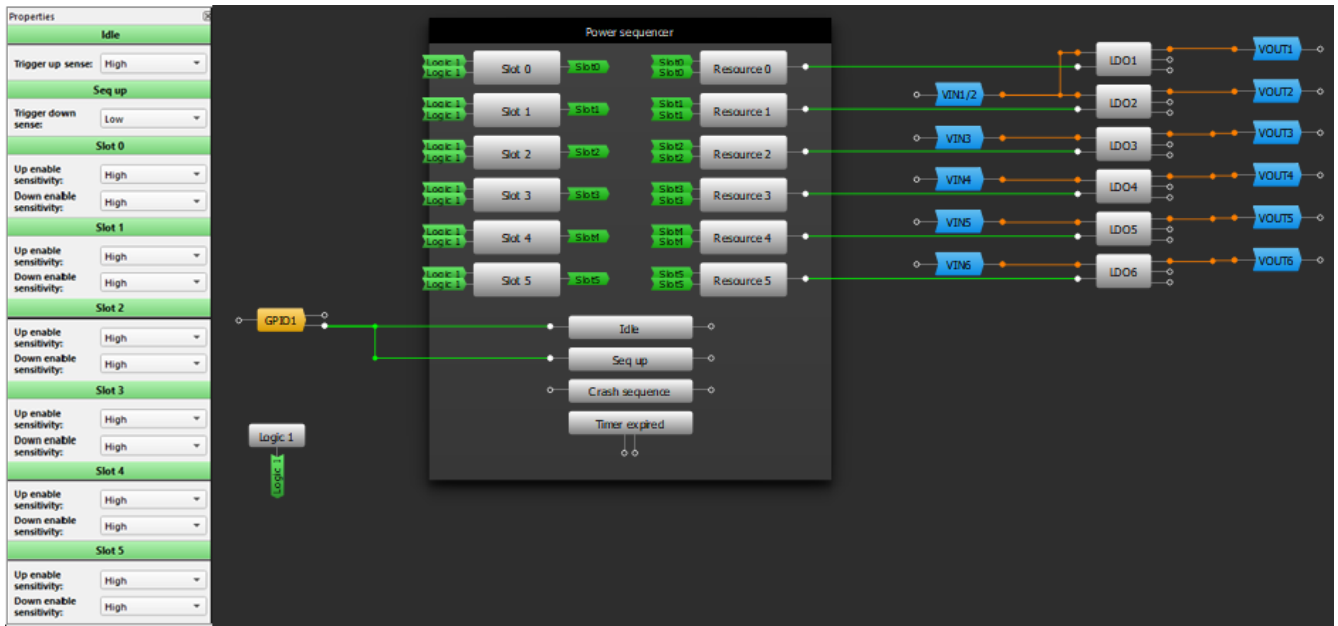 Properties
Idle
Trigger up sense: High
Seq up
Trigger down
sense: Low
Slot 0
Up enable
sensitivity: High
Down enable
sensitivity: High
Slot 1
Up enable
sensitivity: High
Down enable
sensitivity: High
Slot 2
Up enable
sensitivity: High
Down enable
sensitivity: High
Slot 3
Up enable
sensitivity: High
Down enable
sensitivity: High
Slot 4
Up enable
sensitivity: High
Down enable
sensitivity: High
Slot 5
Up enable
sensitivity: High
Down enable
sensitivity: High
Power sequencer
Logic 1
Logic 1
Slot 0
Slot0
Slot0
Slot0
Resource 0
Logic 1
Logic 1
Slot 1
Slot1
Slot1
Slot1
Resource 1
Logic 1
Logic 1
Slot 2
Slot2
Slot2
Slot2
Resource 2
Logic 1
Logic 1
Slot 3
Slot3
Slot3
Slot3
Resource 3
Logic 1
Logic 1
Slot 4
Slot4
Slot4
Slot4
Resource 4
Logic 1
Logic 1
Slot 5
Slot5
Slot5
Slot5
Resource 5
GPIO1
Idle
Seq up
Crash sequence
Timer expired
Logic 1
Logic 1
VIN1/2
VIN3
VIN4
VIN5
VIN6
LDO1
LDO2
LDO3
LDO4
LDO5
LDO6
VOUT1
VOUT2
VOUT3
VOUT4
VOUT5
VOUT6